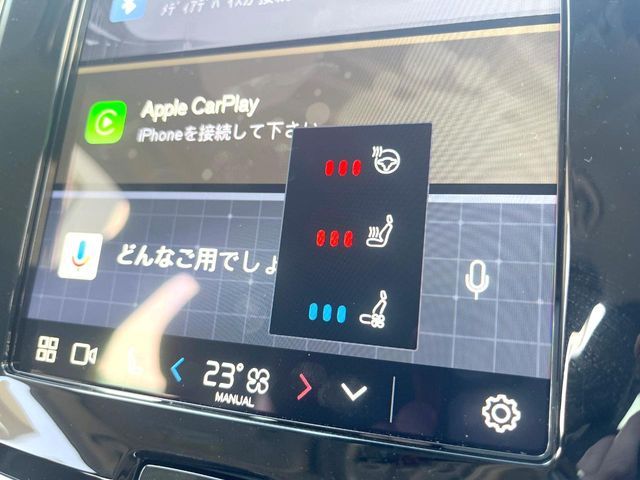 Apple CarPlay
iPhoneを接続して下さい
どんなご用でしょ
23°
MANUAL